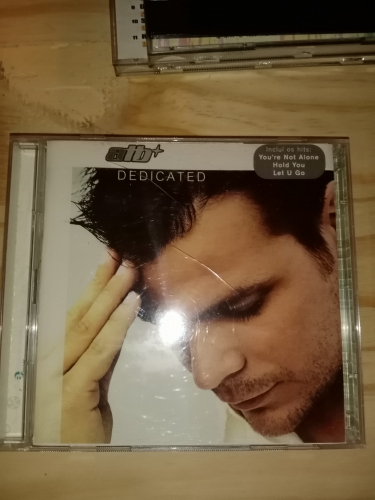 atb
DEDICATED
Inclui os hits:
You're Not Alone
Hold You
Let U Go